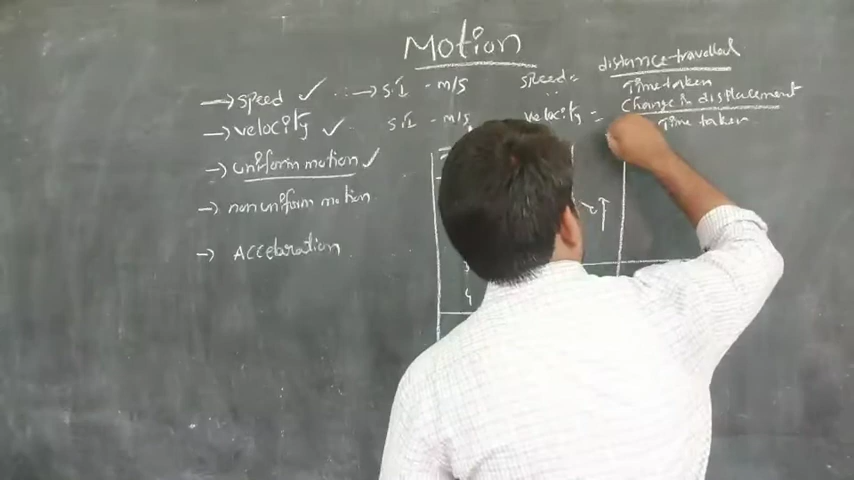 Motion
→ speed ✓ ∴ → S.I - m/s
→ velocity ✓ S.I - m/s
→ uniform motion ✓
→ non uniform motion
→ Acceleration
speed = distance travelled
Time taken
velocity = Change in displacement
Time taken
4